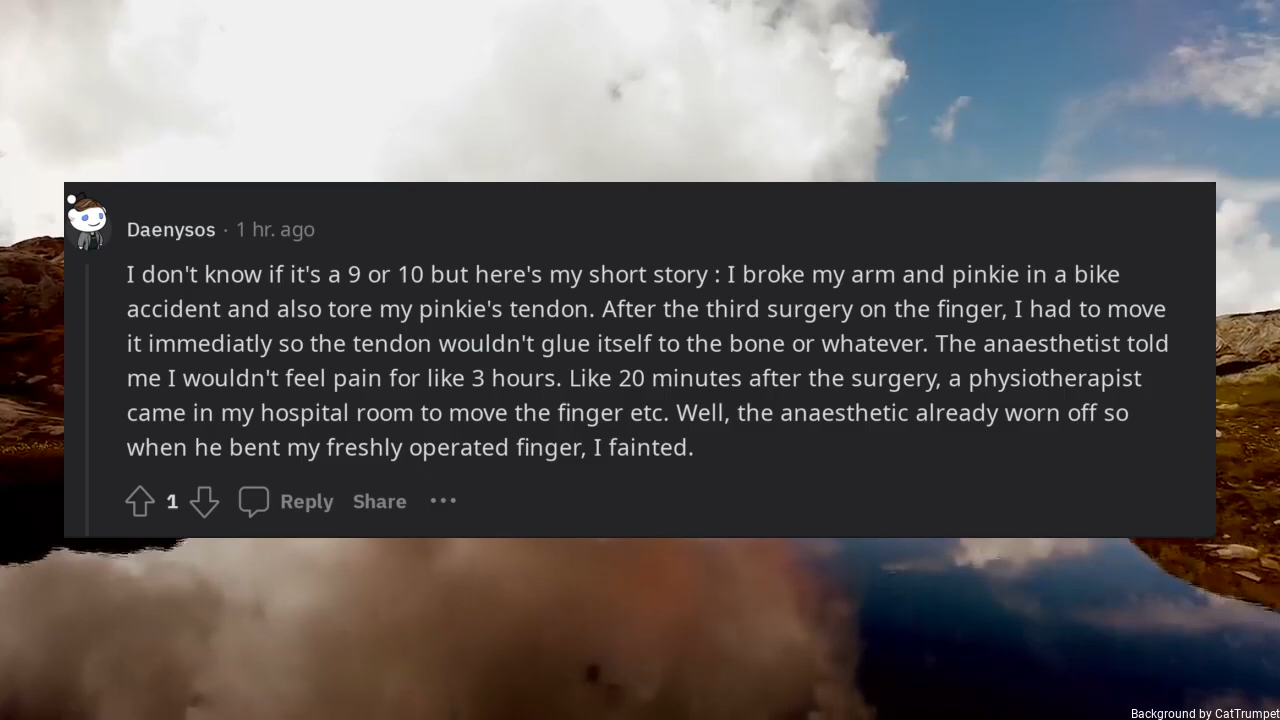 Daenysos · 1 hr. ago
I don't know if it's a 9 or 10 but here's my short story : I broke my arm and pinkie in a bike
accident and also tore my pinkie's tendon. After the third surgery on the finger, I had to move
it immediatly so the tendon wouldn't glue itself to the bone or whatever. The anaesthetist told
me I wouldn't feel pain for like 3 hours. Like 20 minutes after the surgery, a physiotherapist
came in my hospital room to move the finger etc. Well, the anaesthetic already worn off so
when he bent my freshly operated finger, I fainted.
1 Reply Share ···
Background by CatTrumpet